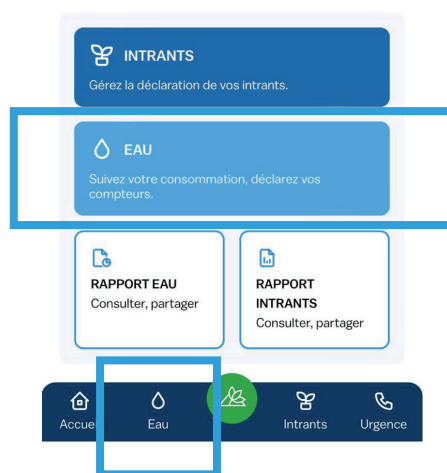 INTRANTS
Gérez la déclaration de vos intrants.
EAU
Suivez votre consommation, déclarez vos
compteurs.
RAPPORT EAU
Consulter, partager
RAPPORT
INTRANTS
Consulter, partager
Accue Eau Intrants Urgence